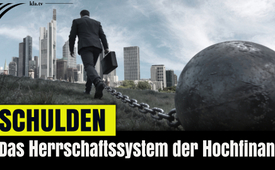 kla.tv
SCHULDEN
Das Herrschaftssystem der Hochfinan